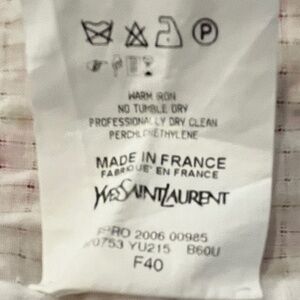 P
WARM IRON
NO TUMBLE DRY
PROFESSIONALLY DRY CLEAN
PERCHLORETHYLENE
MADE IN FRANCE
FABRIQUÉ EN FRANCE
YVESSAINTLAURENT
2006 00985
YU215 B60U
F40